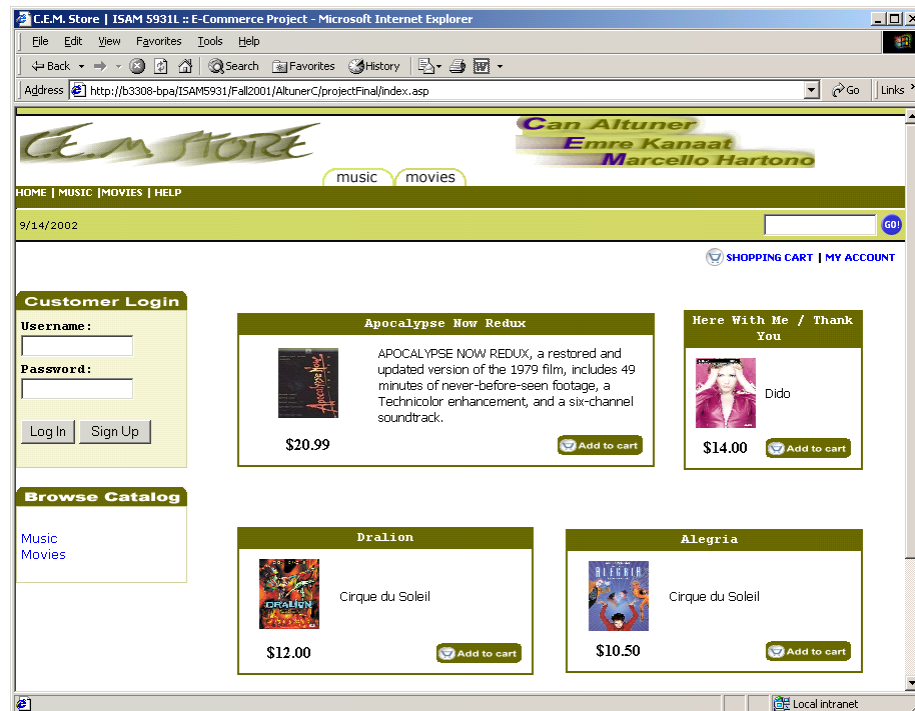 C.E.M. Store | ISAM 5931L :: E-Commerce Project - Microsoft Internet Explorer
File Edit View Favorites Tools Help
Back Search Favorites History
Address http://b3308-bpa/ISAM5931/Fall2001/AltunerC/projectFinal/index.asp Go Links
C.E.M STORE
Can Altuner
Emre Kanaat
Marcello Hartono
music movies
HOME | MUSIC |MOVIES | HELP
9/14/2002 GO!
SHOPPING CART | MY ACCOUNT
Customer Login
Username:
Password:
Log In Sign Up
Browse Catalog
Music
Movies
Apocalypse Now Redux
APOCALYPSE NOW REDUX, a restored and
updated version of the 1979 film, includes 49
minutes of never-before-seen footage, a
Technicolor enhancement, and a six-channel
soundtrack.
Apocalypse Now
$20.99 Add to cart
Here With Me / Thank
You
Dido
$14.00 Add to cart
Dralion
DRALION
Cirque du Soleil
$12.00 Add to cart
Alegria
ALEGRIA
Cirque du Soleil
$10.50 Add to cart
Local intranet